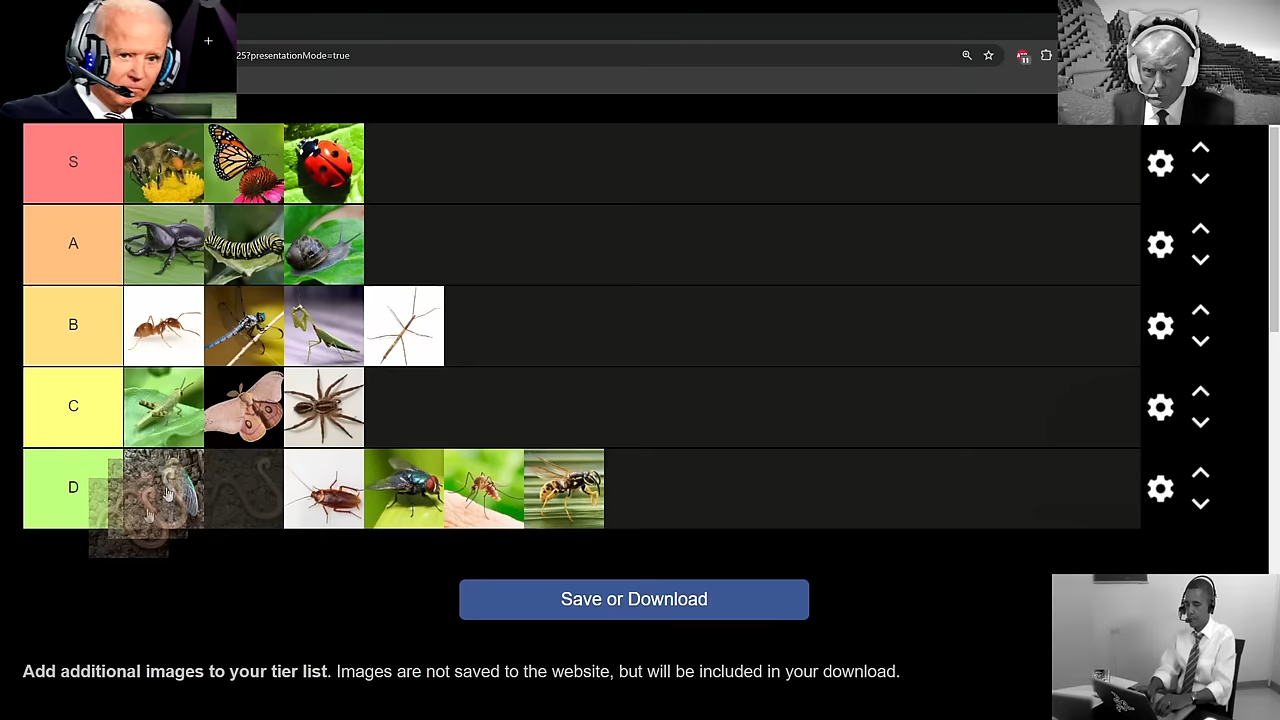 25?presentationMode=true
11
S
A
B
C
D
Save or Download
Add additional images to your tier list. Images are not saved to the website, but will be included in your download.